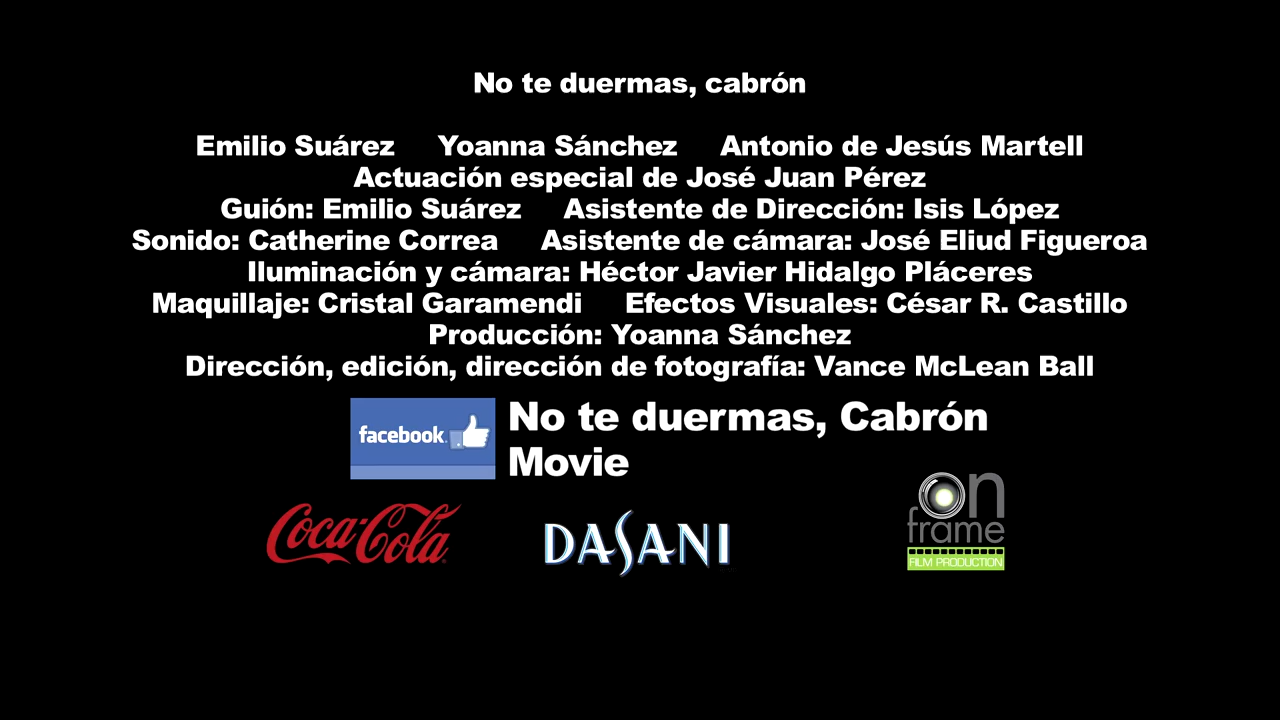 No te duermas, cabrón
Emilio Suárez Yoanna Sánchez Antonio de Jesús Martell
Actuación especial de José Juan Pérez
Guión: Emilio Suárez Asistente de Dirección: Isis López
Sonido: Catherine Correa Asistente de cámara: José Eliud Figueroa
Iluminación y cámara: Héctor Javier Hidalgo Pláceres
Maquillaje: Cristal Garamendi Efectos Visuales: César R. Castillo
Producción: Yoanna Sánchez
Dirección, edición, dirección de fotografía: Vance McLean Ball
facebook
No te duermas, Cabrón
Movie
Coca-Cola
DASANI
on
frame
FILM PRODUCTION